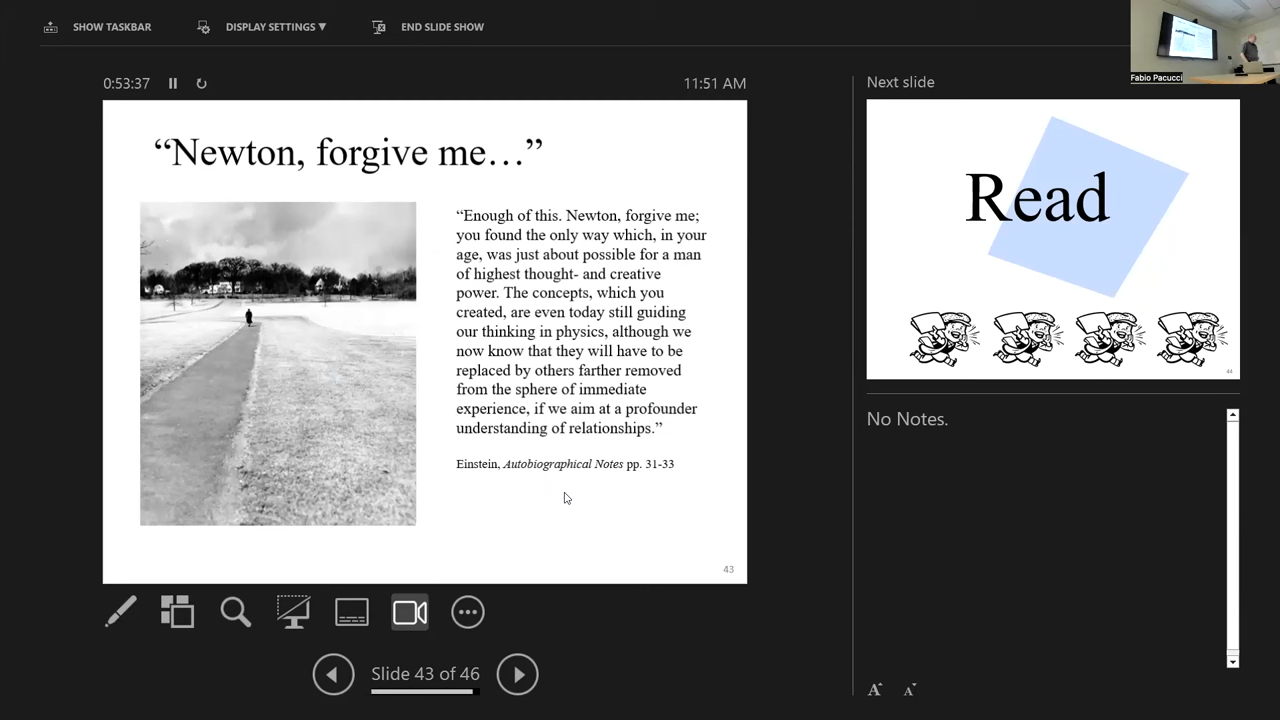 SHOW TASKBAR
DISPLAY SETTINGS ▼
END SLIDE SHOW
Fabio Pacucci
0:53:37
11:51 AM
Next slide
“Newton, forgive me…”
“Enough of this. Newton, forgive me;
you found the only way which, in your
age, was just about possible for a man
of highest thought- and creative
power. The concepts, which you
created, are even today still guiding
our thinking in physics, although we
now know that they will have to be
replaced by others farther removed
from the sphere of immediate
experience, if we aim at a profounder
understanding of relationships.”
Einstein, Autobiographical Notes pp. 31-33
43
Read
44
No Notes.
Slide 43 of 46
A A